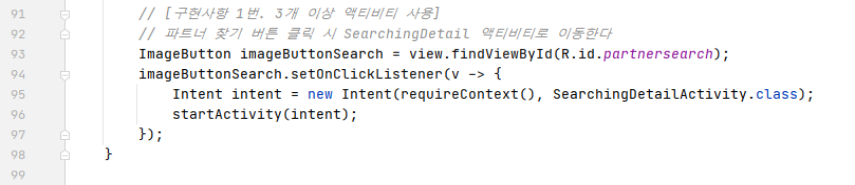 91 // [구현사항 1번. 3개 이상 액티비티 사용]
92 // 파트너 찾기 버튼 클릭 시 SearchingDetail 액티비티로 이동한다
93 ImageButton imageButtonSearch = view.findViewById(R.id.partnersearch);
94 imageButtonSearch.setOnClickListener(v -> {
95 Intent intent = new Intent(requireContext(), SearchingDetailActivity.class);
96 startActivity(intent);
97 });
98 }
99